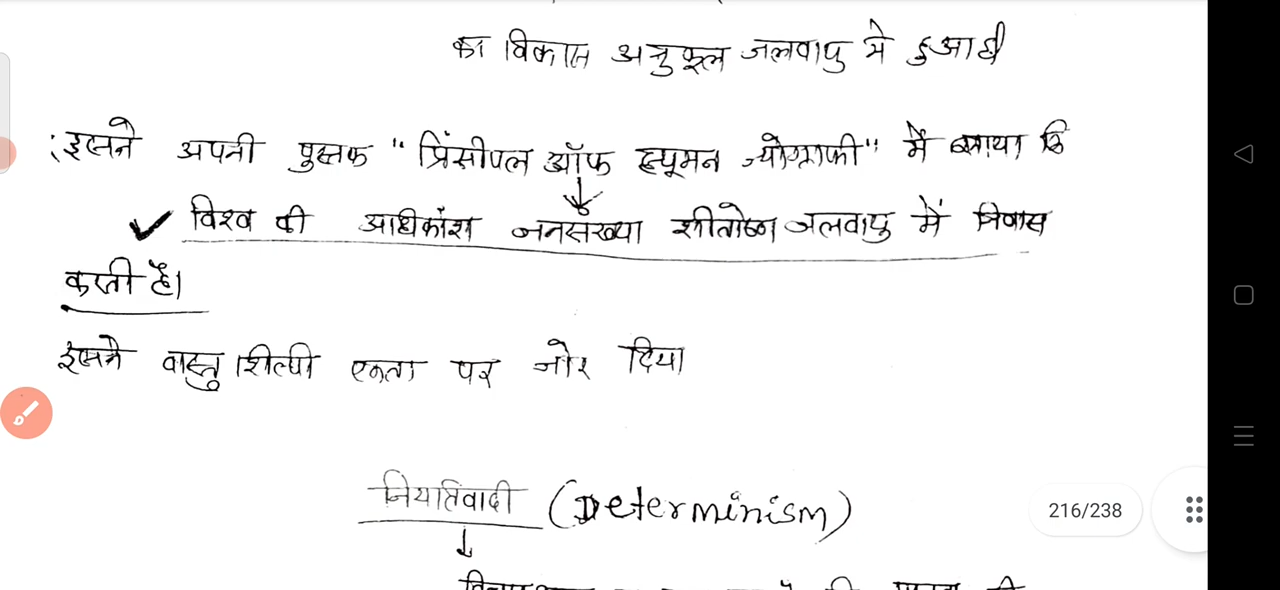 का विकास अनुकूल जलवायु मे हुआ है
इसने अपनी पुस्तक "प्रिंसीपल ऑफ ह्यूमन ज्योग्राफी" में बताया कि
विश्व की अधिकांश जनसंख्या शीतोष्ण जलवायु में निवास
करती है।
इसने वास्तु शिल्पी एकता पर जोर दिया
नियतिवादी (Determinism)
216/238